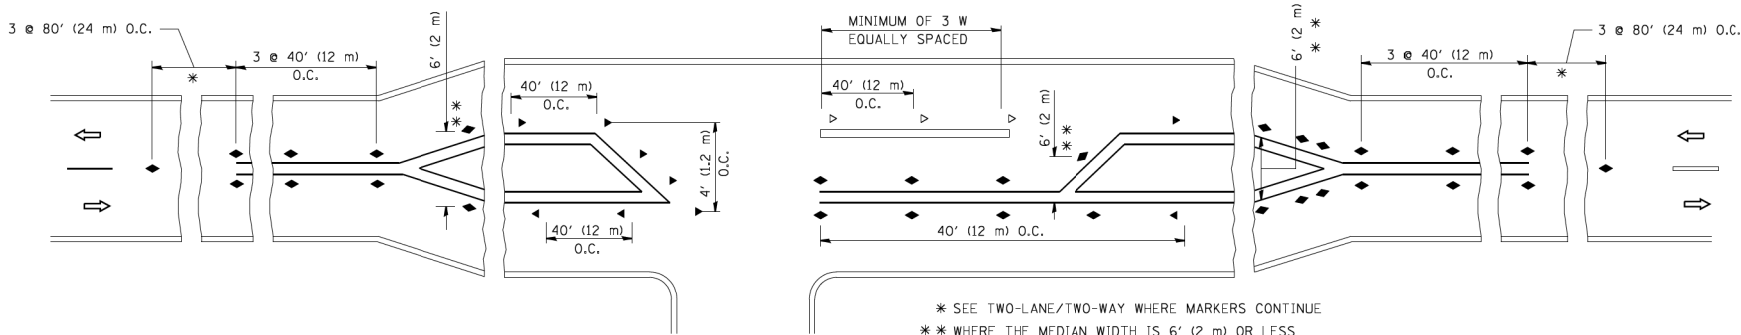 3 @ 80' (24 m) O.C.
3 @ 40' (12 m)
O.C.
*
6' (2 m)
**
40' (12 m)
O.C.
4' (1.2 m)
O.C.
40' (12 m)
O.C.
MINIMUM OF 3 W
EQUALLY SPACED
40' (12 m)
O.C.
6' (2 m)
**
40' (12 m) O.C.
6' (2 m)
**
3 @ 40' (12 m)
O.C.
*
3 @ 80' (24 m) O.C.
* SEE TWO-LANE/TWO-WAY WHERE MARKERS CONTINUE
** WHERE THE MEDIAN WIDTH IS 6' (2 m) OR LESS